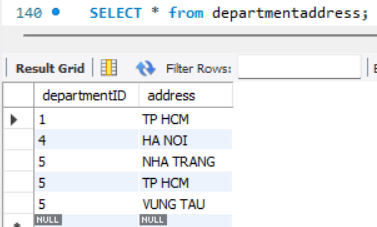 140 SELECT * from departmentaddress;
Result Grid Filter Rows:
departmentID address
1 TP HCM
4 HA NOI
5 NHA TRANG
5 TP HCM
5 VUNG TAU
NULL NULL